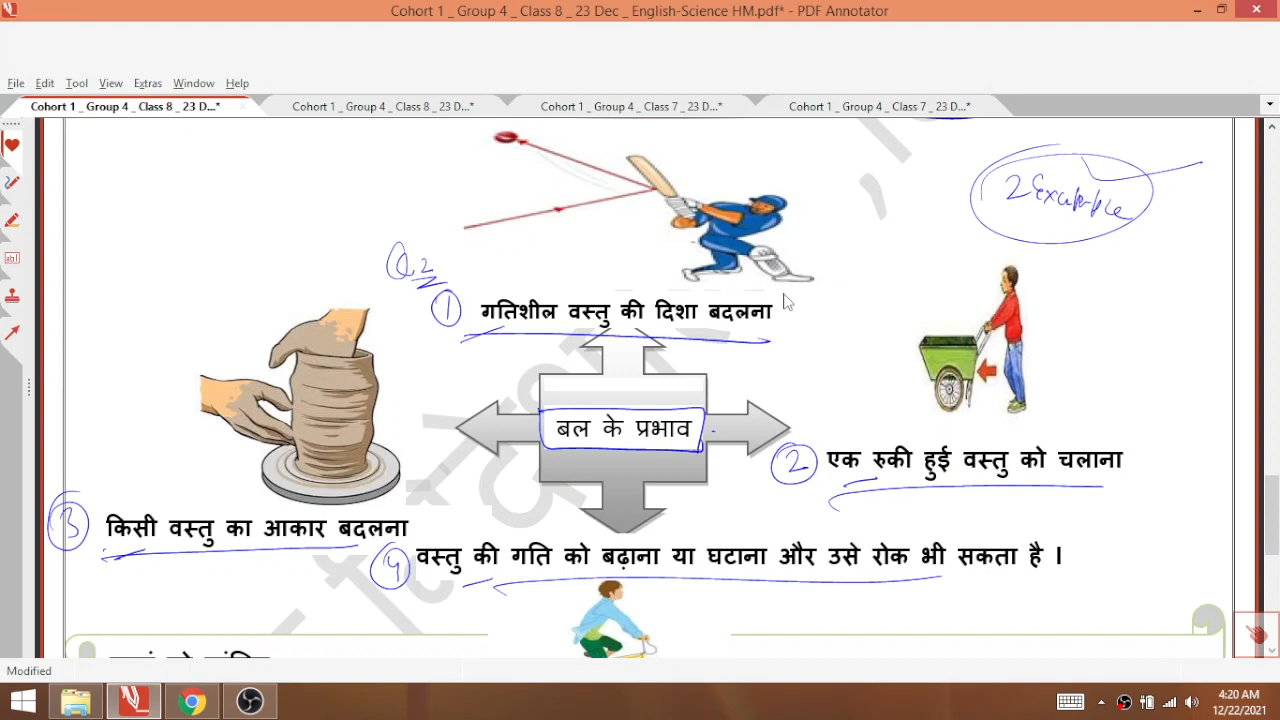 Cohort 1 _ Group 4 _ Class 8 _ 23 Dec _ English-Science HM.pdf* - PDF Annotator
File Edit Tool View Extras Window Help
Cohort 1 _ Group 4 _ Class 8 _ 23 D...* Cohort 1 _ Group 4 _ Class 8 _ 23 D...* Cohort 1 _ Group 4 _ Class 7 _ 23 D...* Cohort 1 _ Group 4 _ Class 7 _ 23 D...*
2 Example
Q.2
1 गतिशील वस्तु की दिशा बदलना
बल के प्रभाव
2 एक रुकी हुई वस्तु को चलाना
3 किसी वस्तु का आकार बदलना
4 वस्तु की गति को बढ़ाना या घटाना और उसे रोक भी सकता है ।
Modified
4:20 AM
12/22/2021